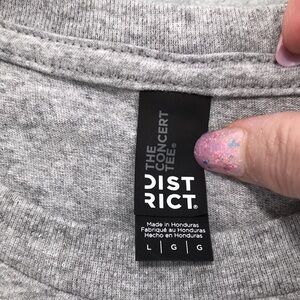 THE
CONCERT
TEE®
DIST
RICT®
Made in Honduras
Fabriqué au Honduras
Hecho en Honduras
L G G